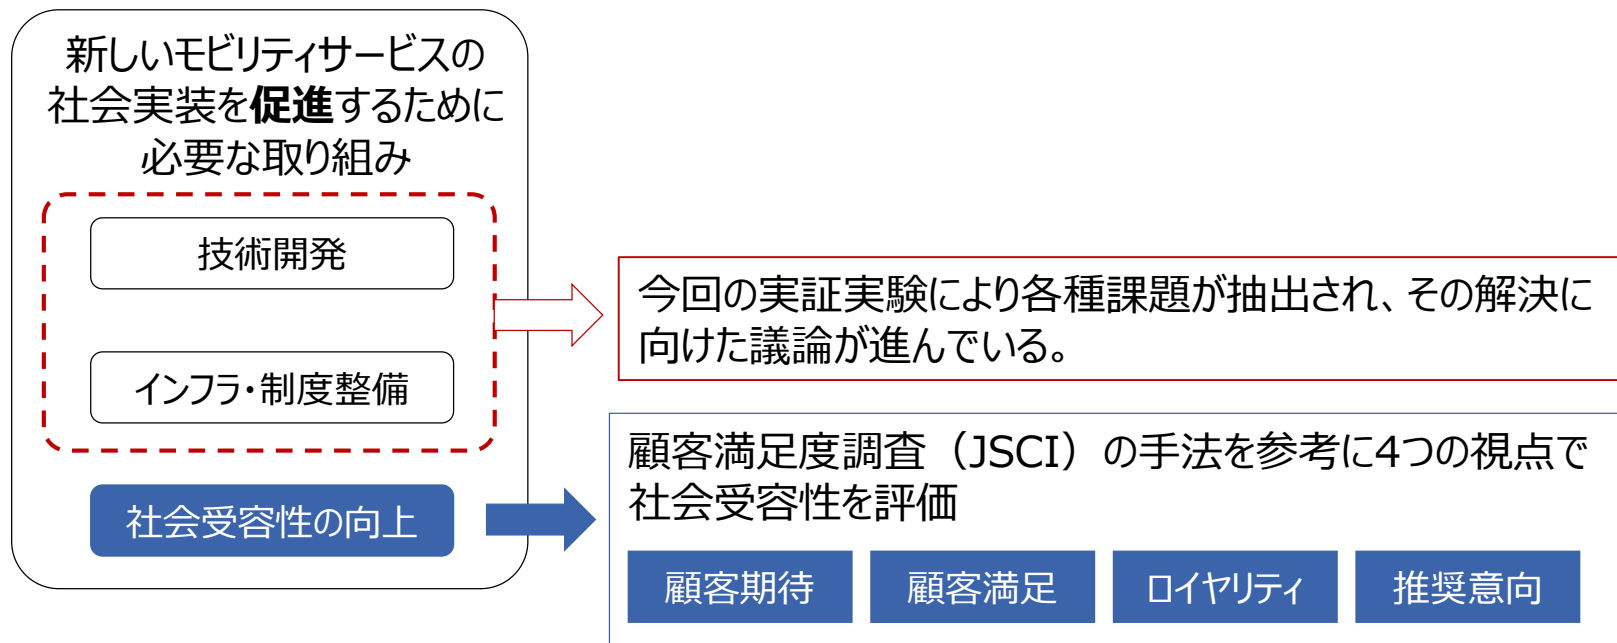 新しいモビリティサービスの
社会実装を促進するために
必要な取り組み
技術開発
インフラ・制度整備
社会受容性の向上
今回の実証実験により各種課題が抽出され、その解決に
向けた議論が進んでいる。
顧客満足度調査（JSCI）の手法を参考に4つの視点で
社会受容性を評価
顧客期待
顧客満足
ロイヤリティ
推奨意向